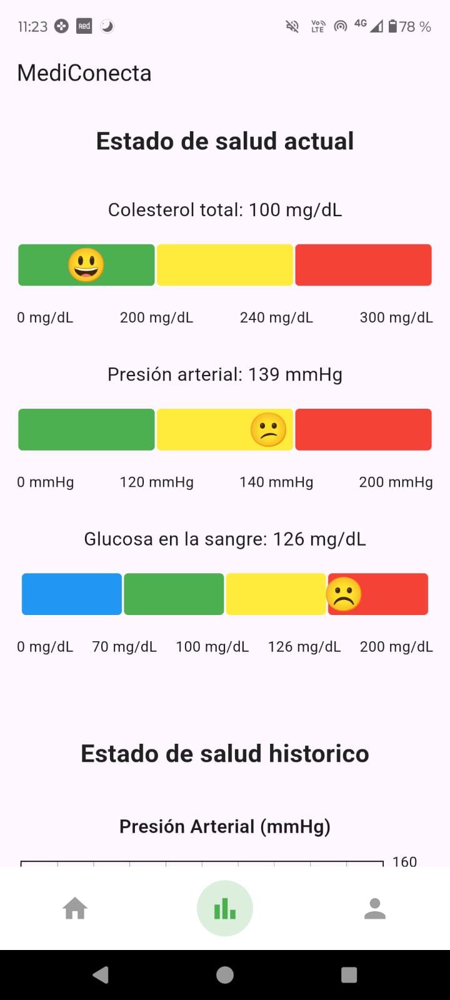 11:23 Red Vo) LTE 4G 78 %
MediConecta
Estado de salud actual
Colesterol total: 100 mg/dL
0 mg/dL 200 mg/dL 240 mg/dL 300 mg/dL
Presión arterial: 139 mmHg
0 mmHg 120 mmHg 140 mmHg 200 mmHg
Glucosa en la sangre: 126 mg/dL
0 mg/dL 70 mg/dL 100 mg/dL 126 mg/dL 200 mg/dL
Estado de salud historico
Presión Arterial (mmHg)
160